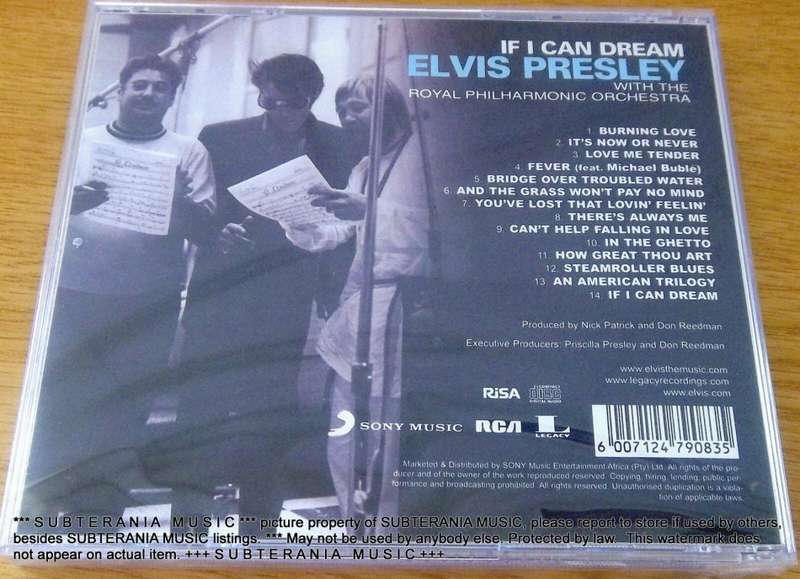 IF I CAN DREAM
ELVIS PRESLEY
WITH THE
ROYAL PHILHARMONIC ORCHESTRA
1. BURNING LOVE
2. IT'S NOW OR NEVER
3. LOVE ME TENDER
4. FEVER (feat. Michael Bublé)
5. BRIDGE OVER TROUBLED WATER
6. AND THE GRASS WON'T PAY NO MIND
7. YOU'VE LOST THAT LOVIN' FEELIN'
8. THERE'S ALWAYS ME
9. CAN'T HELP FALLING IN LOVE
10. IN THE GHETTO
11. HOW GREAT THOU ART
12. STEAMROLLER BLUES
13. AN AMERICAN TRILOGY
14. IF I CAN DREAM
Produced by Nick Patrick and Don Reedman
Executive Producers: Priscilla Presley and Don Reedman
www.elvisthemusic.com
www.legacyrecordings.com
www.elvis.com
RiSA COMPACT disc DIGITAL AUDIO
SONY MUSIC RCA L LEGACY
6 007124 790835
Marketed & Distributed by SONY Music Entertainment Africa (Pty) Ltd. All rights of the pro-
ducer and of the owner of the work reproduced reserved. Copying, hiring, lending, public per-
formance and broadcasting prohibited. All rights reserved. Unauthorised duplication is a viola-
tion of applicable laws.
*** SUBTERANIA MUSIC *** picture property of SUBTERANIA MUSIC, please report to store if used by others,
besides SUBTERANIA MUSIC listings. *** May not be used by anybody else. Protected by law. This watermark does
not appear on actual item. +++ SUBTERANIA MUSIC +++